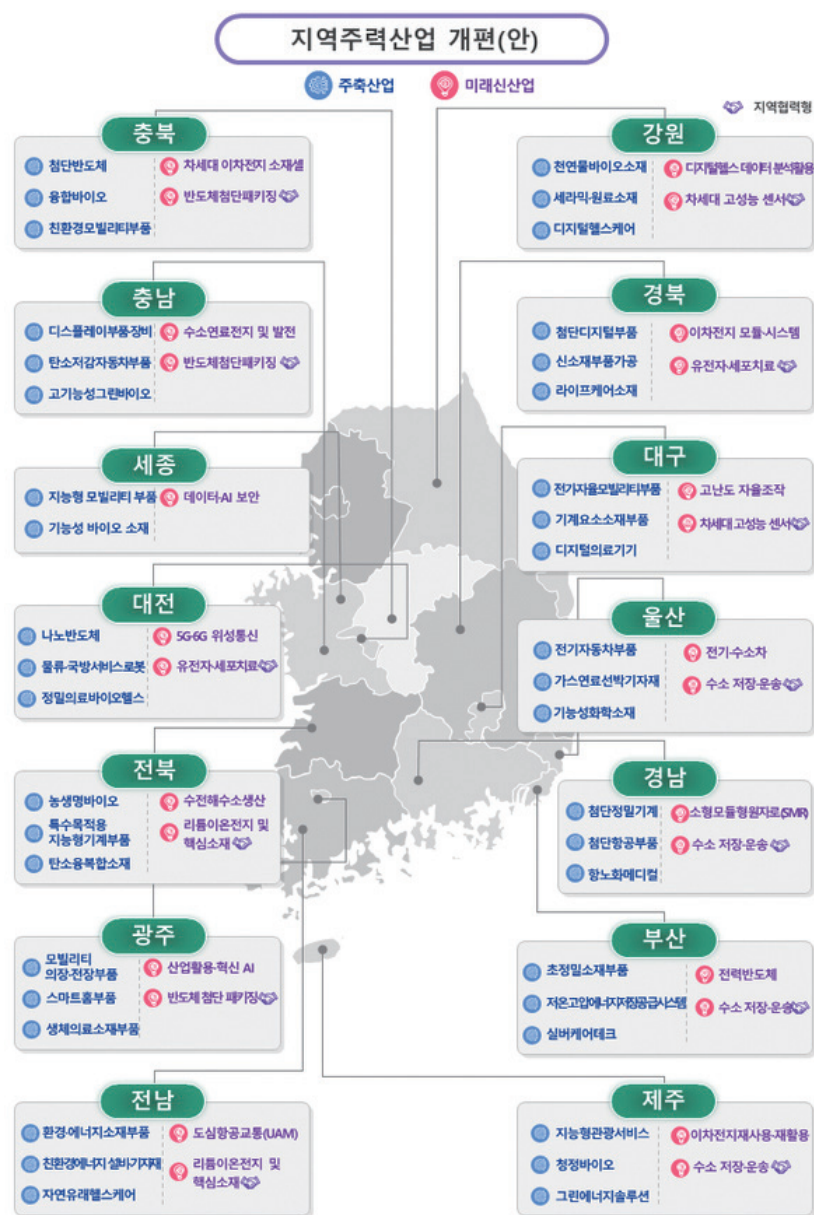 지역주력산업 개편(안)
주축산업
미래신산업
지역협력형
충북
첨단반도체
융합바이오
친환경모빌리티부품
차세대 이차전지 소재·셀
반도체첨단패키징
강원
천연물바이오소재
세라믹·원료소재
디지털헬스케어
디지털헬스 데이터 분석활용
차세대 고성능 센서
충남
디스플레이부품·장비
탄소저감자동차부품
고기능성그린바이오
수소연료전지 및 발전
반도체첨단패키징
경북
첨단디지털부품
신소재부품가공
라이프케어소재
이차전지 모듈·시스템
유전자·세포치료
세종
지능형 모빌리티 부품
기능성 바이오 소재
데이터·AI 보안
대구
전기자율모빌리티부품
기계요소소재부품
디지털의료기기
고난도 자율조작
차세대 고성능 센서
대전
나노반도체
물류·국방서비스로봇
정밀의료바이오헬스
5G·6G 위성통신
유전자·세포치료
울산
전기자동차부품
가스연료선박기자재
기능성화학소재
전기·수소차
수소 저장·운송
전북
농생명바이오
특수목적용
지능형기계부품
탄소융복합소재
수전해수소생산
리튬이온전지 및
핵심소재
경남
첨단정밀기계
첨단항공부품
항노화메디컬
소형모듈형원자로(SMR)
수소 저장·운송
광주
모빌리티
의장·전장부품
스마트홈부품
생체의료소재부품
산업활용·혁신 AI
반도체 첨단 패키징
부산
초정밀소재부품
저온고압에너지저장공급시스템
실버케어테크
전력반도체
수소 저장·운송
전남
환경·에너지소재부품
친환경에너지 설비·기자재
자연유래헬스케어
도심항공교통(UAM)
리튬이온전지 및
핵심소재
제주
지능형관광서비스
청정바이오
그린에너지솔루션
이차전지재사용·재활용
수소 저장·운송